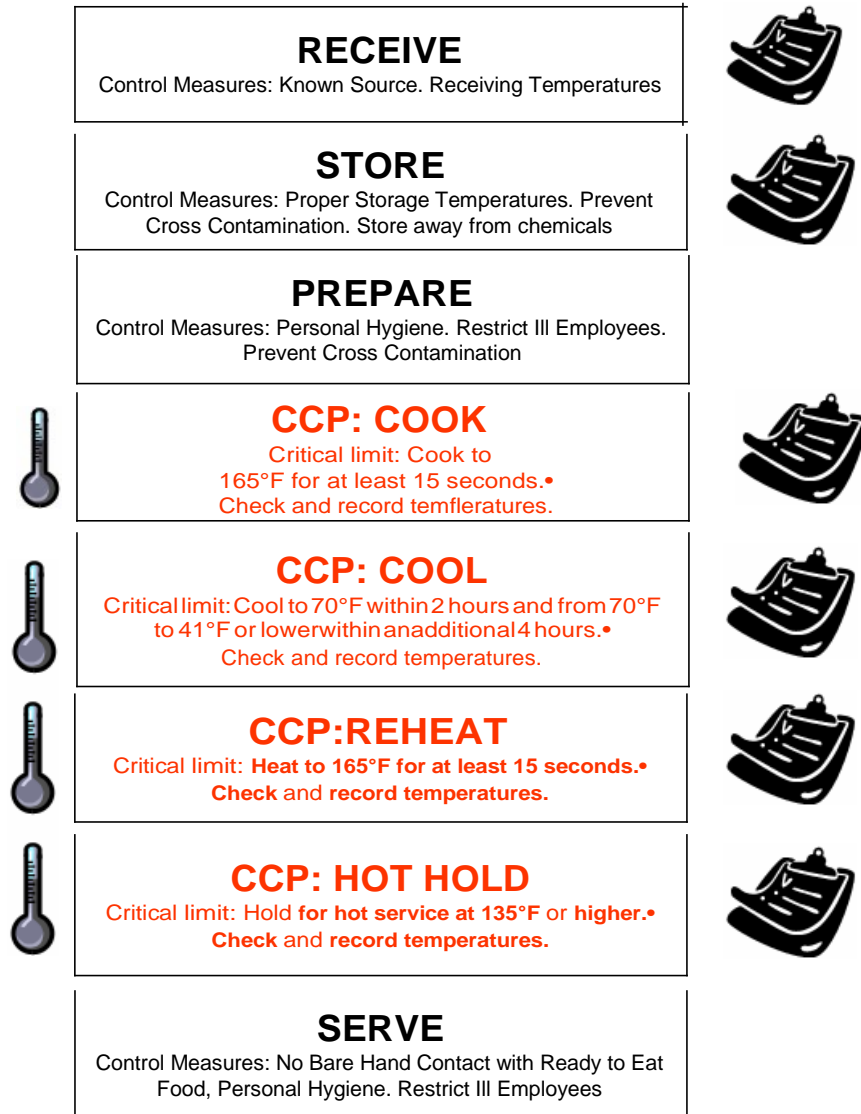 RECEIVE
Control Measures: Known Source. Receiving Temperatures
STORE
Control Measures: Proper Storage Temperatures. Prevent
Cross Contamination. Store away from chemicals
PREPARE
Control Measures: Personal Hygiene. Restrict Ill Employees.
Prevent Cross Contamination
CCP: COOK
Critical limit: Cook to
165°F for at least 15 seconds.•
Check and record temfleratures.
CCP: COOL
Critical limit: Cool to 70°F within 2 hours and from 70°F
to 41°F or lower within an additional 4 hours.•
Check and record temperatures.
CCP:REHEAT
Critical limit: Heat to 165°F for at least 15 seconds.•
Check and record temperatures.
CCP: HOT HOLD
Critical limit: Hold for hot service at 135°F or higher.•
Check and record temperatures.
SERVE
Control Measures: No Bare Hand Contact with Ready to Eat
Food, Personal Hygiene. Restrict Ill Employees